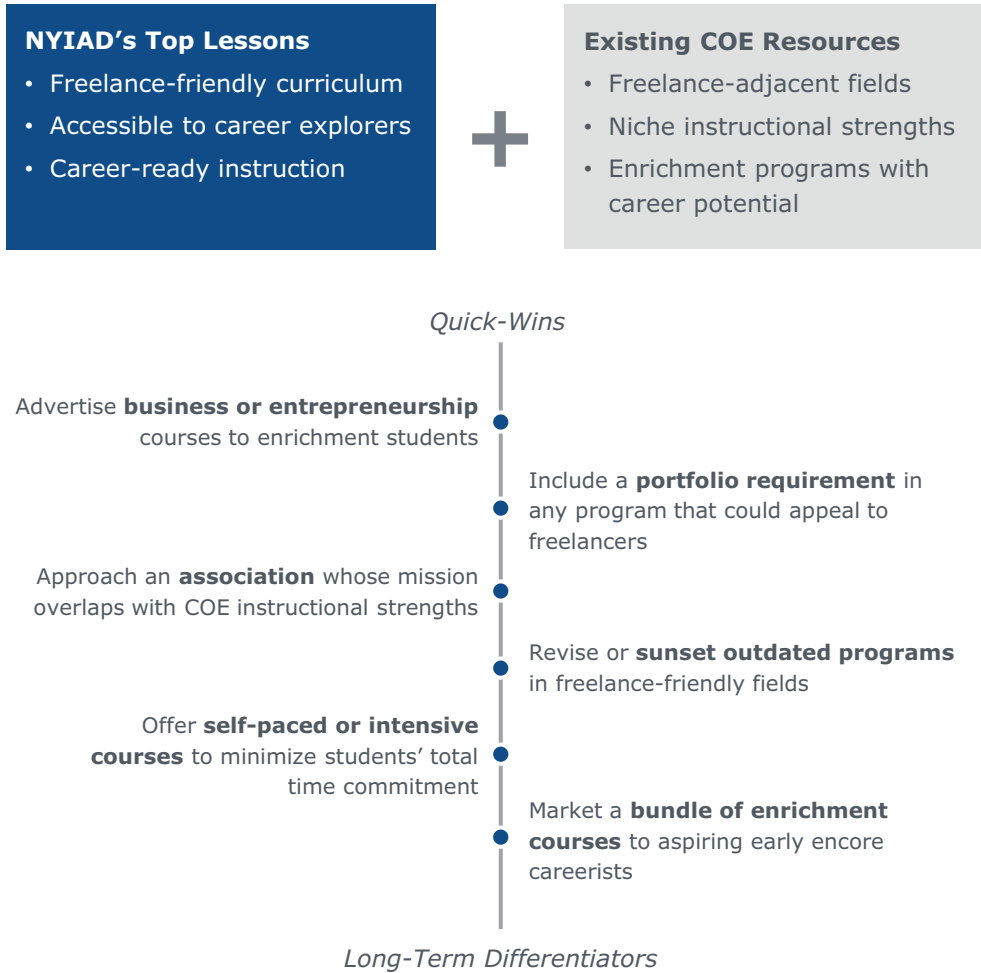 NYIAD’s Top Lessons
• Freelance-friendly curriculum
• Accessible to career explorers
• Career-ready instruction
+
Existing COE Resources
• Freelance-adjacent fields
• Niche instructional strengths
• Enrichment programs with
career potential
Quick-Wins
Advertise business or entrepreneurship
courses to enrichment students
Include a portfolio requirement in
any program that could appeal to
freelancers
Approach an association whose mission
overlaps with COE instructional strengths
Revise or sunset outdated programs
in freelance-friendly fields
Offer self-paced or intensive
courses to minimize students’ total
time commitment
Market a bundle of enrichment
courses to aspiring early encore
careerists
Long-Term Differentiators